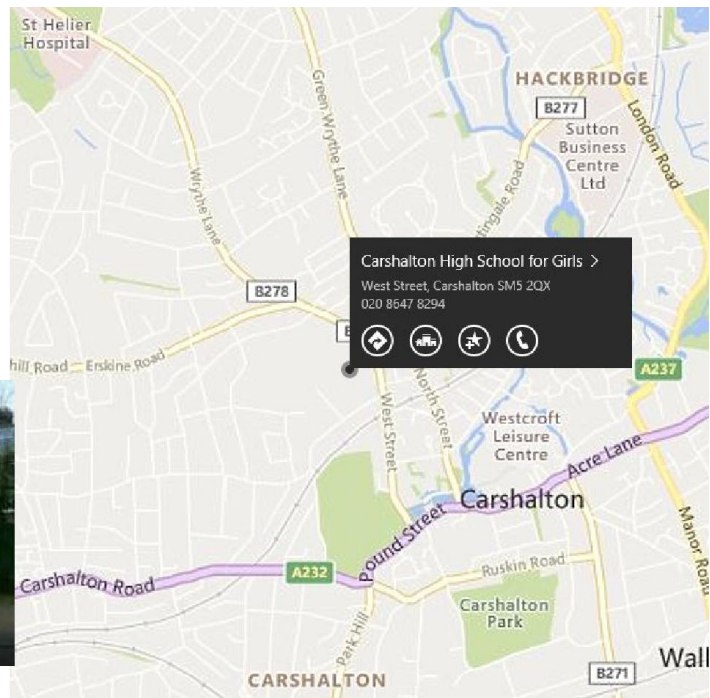 St Helier
Hospital
Green Wrythe Lane
HACKBRIDGE
B277
London Road
Sutton
Business
Centre
Ltd
Wrythe Lane
tingale Road
Carshalton High School for Girls
West Street, Carshalton SM5 2QX
020 8647 8294
B278
hill Road
Erskine Road
A237
West Street
North Street
Westcroft
Leisure
Centre
Acre Lane
Carshalton
Pound Street
Manor Road
A232
Carshalton Road
Ruskin Road
Carshalton
Park
Park Hill
Wall
B271
CARSHALTON